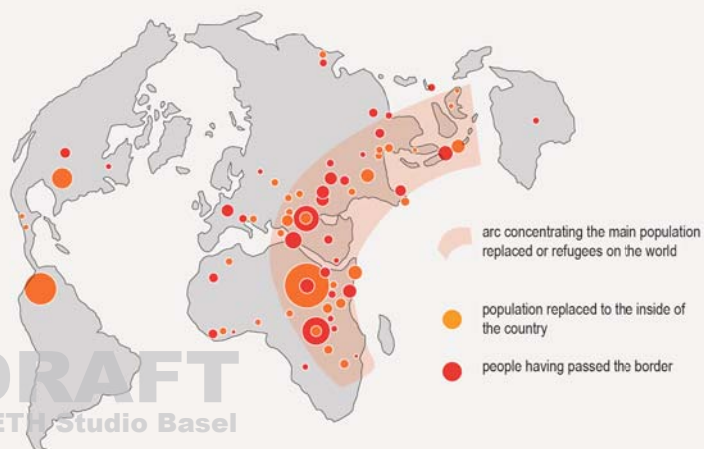 arc concentrating the main population
replaced or refugees on the world
population replaced to the inside of
the country
people having passed the border
DRAFT
ETH Studio Basel